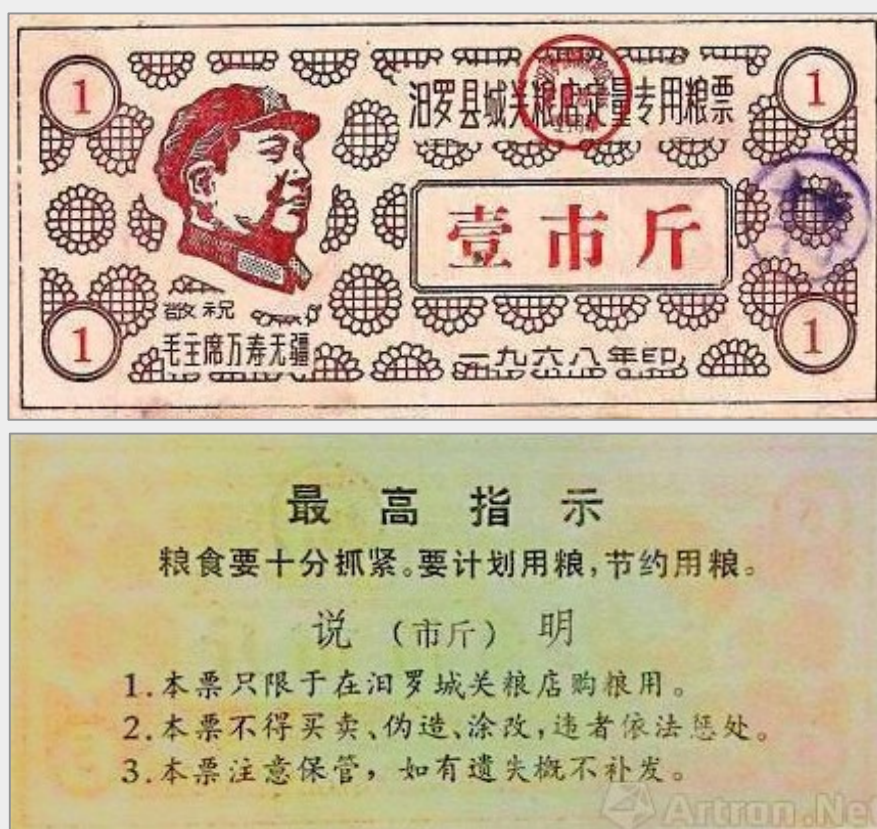 1
1
汨罗县城关粮店定量专用粮票
壹市斤
敬祝
毛主席万寿无疆
一九六八年印
1
1
最高指示
粮食要十分抓紧。要计划用粮,节约用粮。
说(市斤)明
1.本票只限于在汨罗城关粮店购粮用。
2.本票不得买卖、伪造、涂改,违者依法惩处。
3.本票注意保管，如有遗失概不补发。
Artron.Net